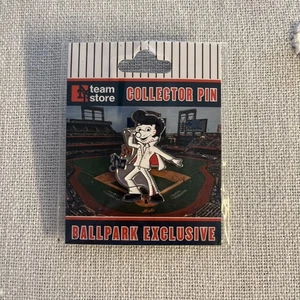 team
store
COLLECTOR PIN
BALLPARK EXCLUSIVE